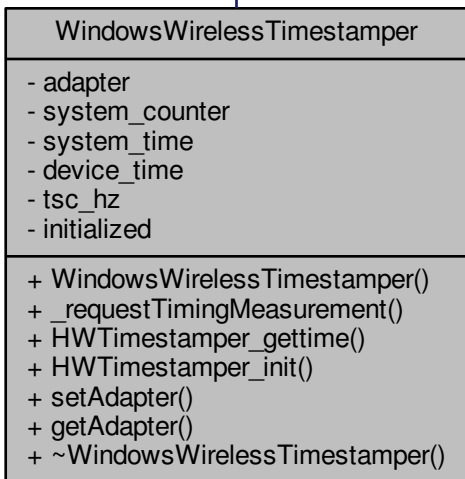 WindowsWirelessTimestamper
- adapter
- system_counter
- system_time
- device_time
- tsc_hz
- initialized
+ WindowsWirelessTimestamper()
+ _requestTimingMeasurement()
+ HWTimestamper_gettime()
+ HWTimestamper_init()
+ setAdapter()
+ getAdapter()
+ ~WindowsWirelessTimestamper()